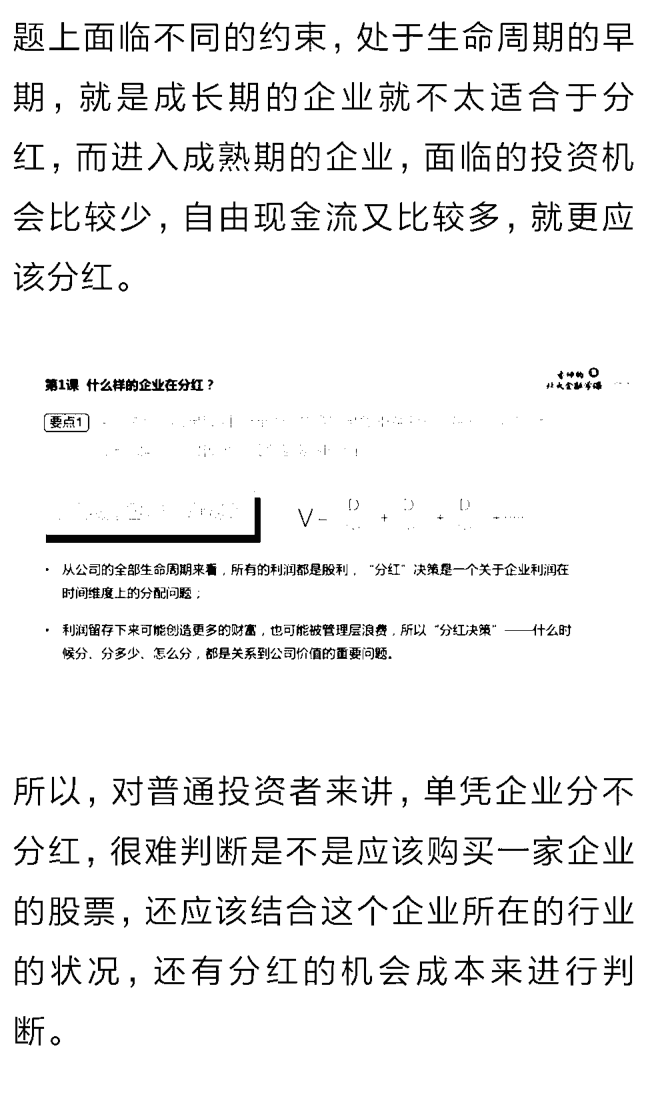 题上面临不同的约束，处于生命周期的早
期，就是成长期的企业就不太适合于分
红，而进入成熟期的企业，面临的投资机
会比较少，自由现金流又比较多，就更应
该分红。
第1课 什么样的企业在分红？
要点1
· 从公司的全部生命周期来看，所有的利润都是股利，“分红”决策是一个关于企业利润在
时间维度上的分配问题；
· 利润留存下来可能创造更多的财富，也可能被管理层浪费，所以“分红决策”——什么时
候分、分多少、怎么分，都是关系到公司价值的重要问题。
所以，对普通投资者来讲，单凭企业分不
分红，很难判断是不是应该购买一家企业
的股票，还应该结合这个企业所在的行业
的状况，还有分红的机会成本来进行判
断。